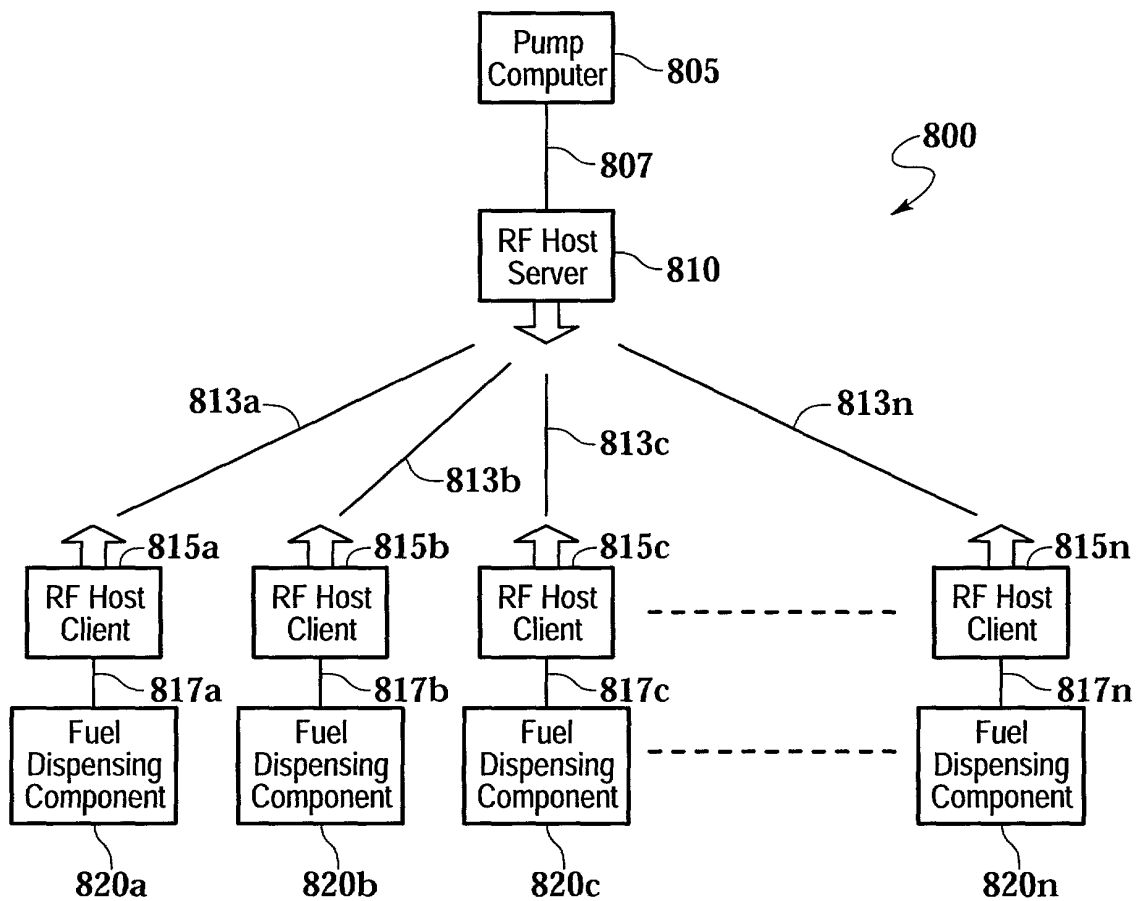 Pump
Computer
805
807
800
RF Host
Server
810
813a
813b
813c
813n
815a
815b
815c
815n
RF Host
Client
RF Host
Client
RF Host
Client
RF Host
Client
817a
817b
817c
817n
Fuel
Dispensing
Component
Fuel
Dispensing
Component
Fuel
Dispensing
Component
Fuel
Dispensing
Component
820a
820b
820c
820n